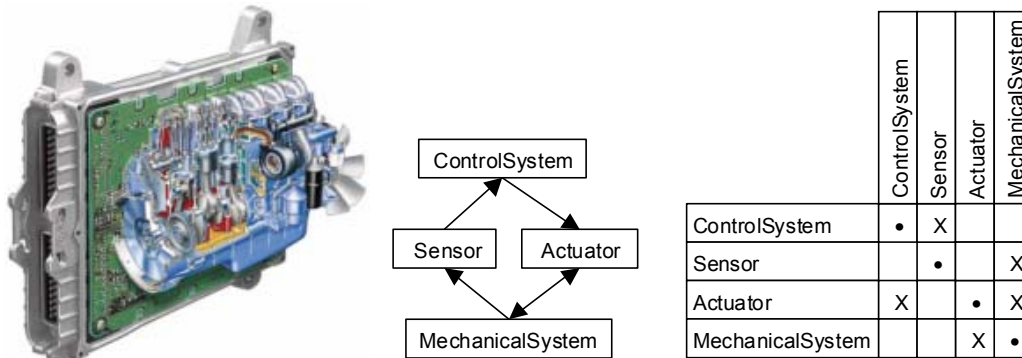 ControlSystem
Sensor Actuator
MechanicalSystem
ControlSystem
Sensor
Actuator
MechanicalSystem
ControlSystem • X
Sensor • X
Actuator X • X
MechanicalSystem X •